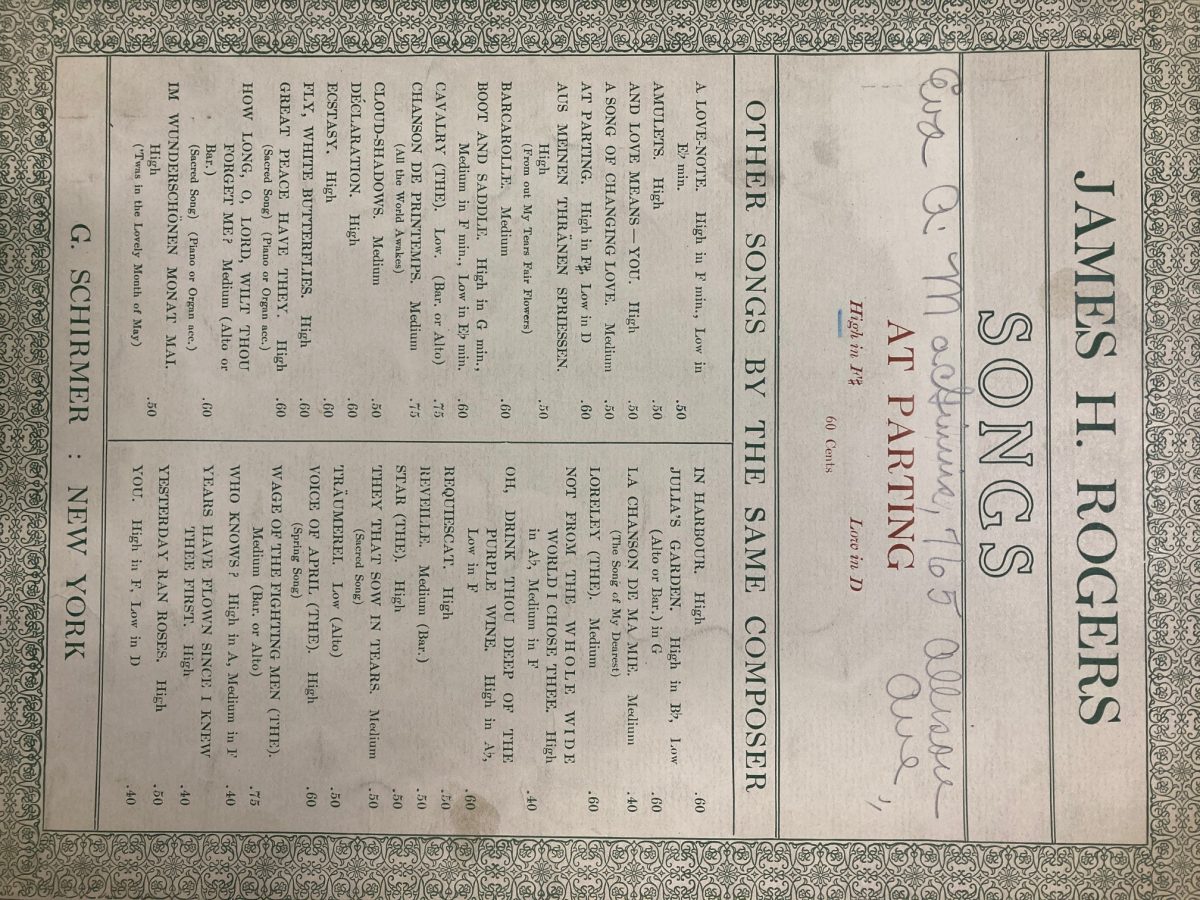 JAMES H. ROGERS
SONGS
Eva A. 705 Allison
Ave
AT PARTING
High in F♯ Low in D
60 Cents
OTHER SONGS BY THE SAME COMPOSER
A LOVE-NOTE. High in F min., Low in
E♭ min. .50
AMULETS. High .50
AND LOVE MEANS—YOU. High .50
A SONG OF CHANGING LOVE. Medium .50
AT PARTING. High in F♯, Low in D .60
AUS MEINEN THRÄNEN SPRIESSEN.
High
(From out My Tears Fair Flowers) .50
BARCAROLLE. Medium .60
BOOT AND SADDLE. High in G min.,
Medium in F min., Low in E♭ min. .60
CAVALRY (THE). Low. (Bar. or Alto) .75
CHANSON DE PRINTEMPS. Medium .75
(All the World Awakes)
CLOUD-SHADOWS. Medium .50
DÉCLARATION. High .60
ECSTASY. High .60
FLY, WHITE BUTTERFLIES. High .60
GREAT PEACE HAVE THEY. High .60
(Sacred Song) (Piano or Organ acc.)
HOW LONG, O, LORD, WILT THOU
FORGET ME? Medium (Alto or
Bar.) .60
(Sacred Song) (Piano or Organ acc.)
IM WUNDERSCHÖNEN MONAT MAI.
High .50
('Twas in the Lovely Month of May)
IN HARBOUR. High .60
JULIA'S GARDEN. High in B♭, Low
(Alto or Bar.) in G .60
LA CHANSON DE MA MIE. Medium .40
(The Song of My Dearest)
LORELEY (THE). Medium .60
NOT FROM THE WHOLE WIDE
WORLD I CHOSE THEE. High
in A♭, Medium in F .40
OH, DRINK THOU DEEP OF THE
PURPLE WINE. High in A♭,
Low in F .60
REQUIESCAT. High .50
REVEILLE. Medium (Bar.) .50
STAR (THE). High .50
THEY THAT SOW IN TEARS. Medium .50
(Sacred Song)
TRÄUMEREI. Low (Alto) .50
VOICE OF APRIL (THE). High .60
(Spring Song)
WAGE OF THE FIGHTING MEN (THE).
Medium (Bar. or Alto) .75
WHO KNOWS? High in A, Medium in F .40
YEARS HAVE FLOWN SINCE I KNEW
THEE FIRST. High .40
YESTERDAY RAN ROSES. High .50
YOU. High in F, Low in D .40
G. SCHIRMER : NEW YORK